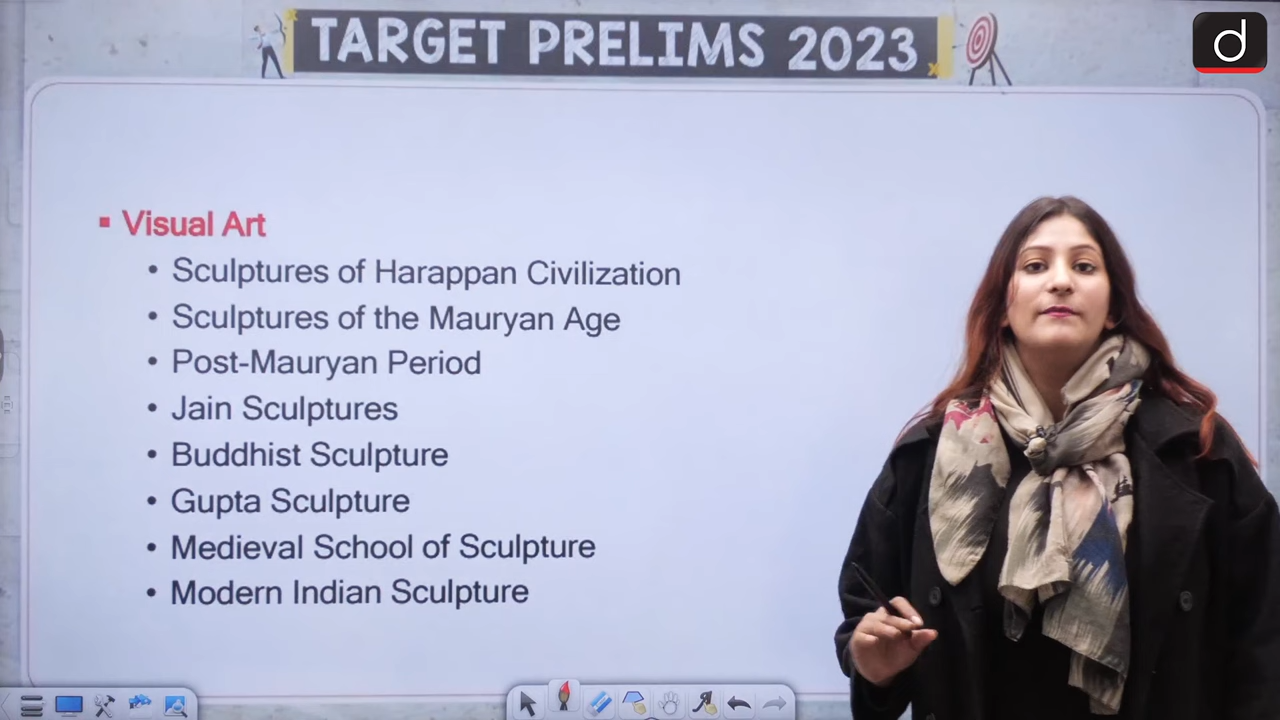 TARGET PRELIMS 2023
d
Visual Art
• Sculptures of Harappan Civilization
• Sculptures of the Mauryan Age
• Post-Mauryan Period
• Jain Sculptures
• Buddhist Sculpture
• Gupta Sculpture
• Medieval School of Sculpture
• Modern Indian Sculpture